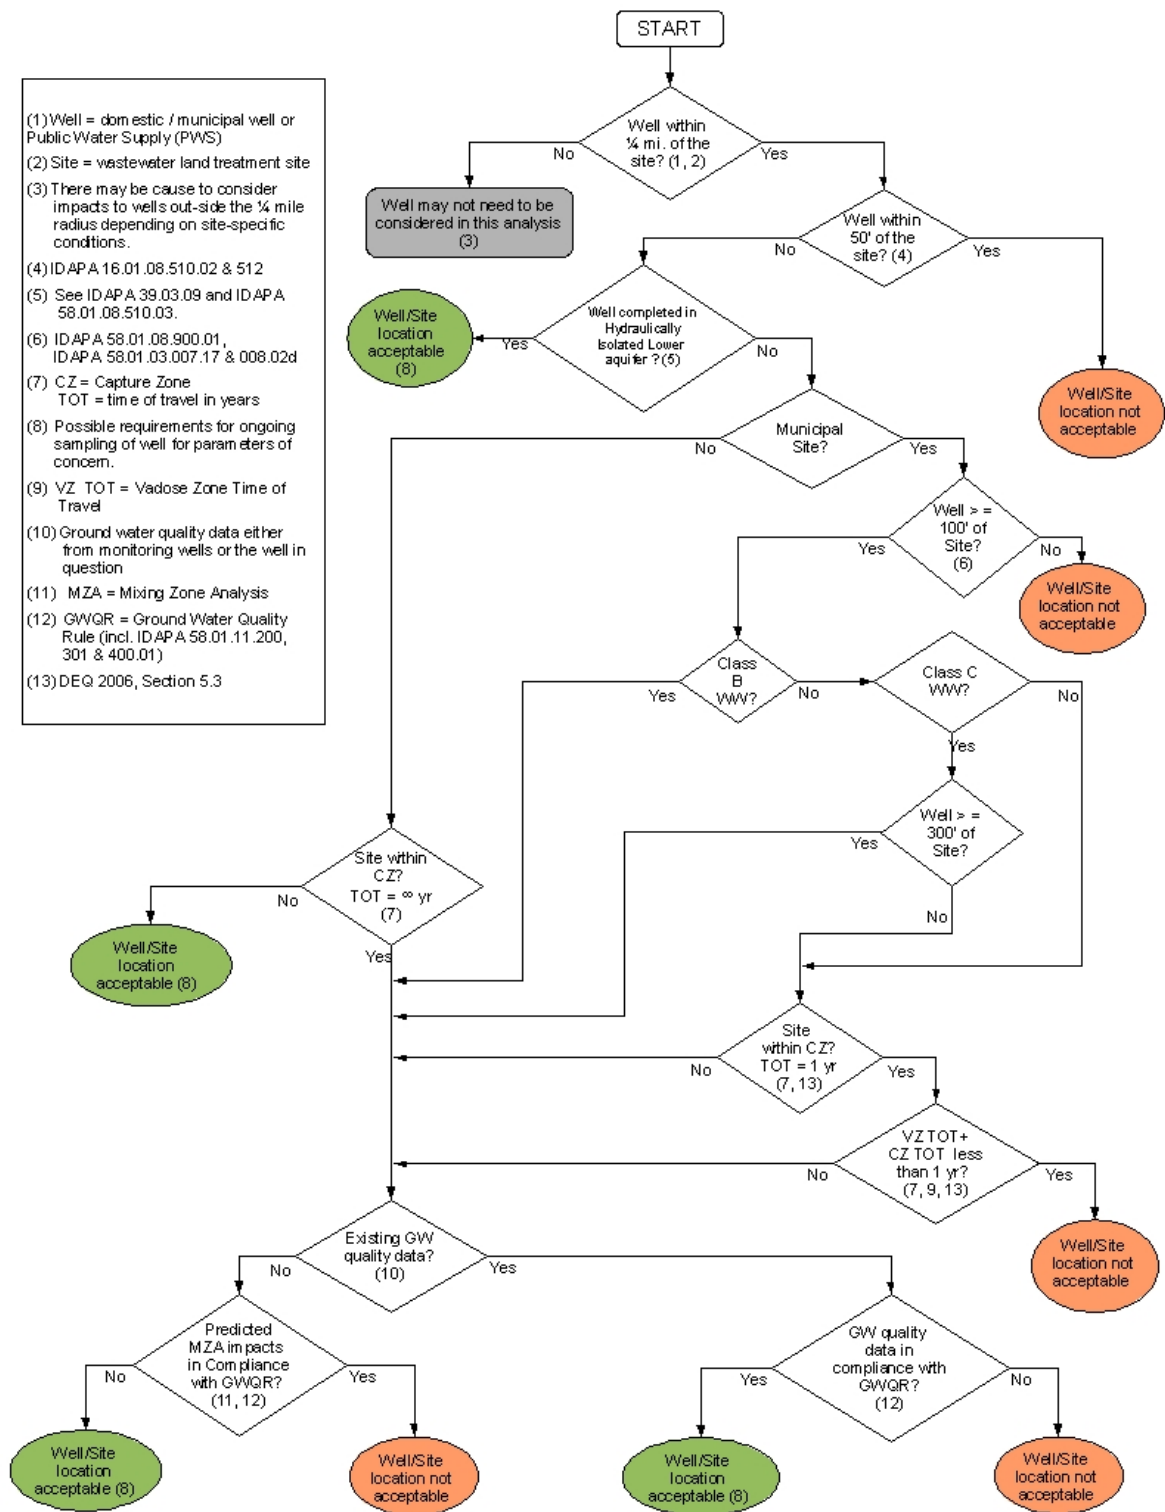 START
(1) Well = domestic / municipal well or
Public Water Supply (PWS)
(2) Site = wastewater land treatment site
(3) There may be cause to consider
impacts to wells out-side the ¼ mile
radius depending on site-specific
conditions.
(4) IDAPA 16.01.08.510.02 & 512
(5) See IDAPA 39.03.09 and IDAPA
58.01.08.510.03.
(6) IDAPA 58.01.08.900.01,
IDAPA 58.01.03.007.17 & 008.02d
(7) CZ = Capture Zone
TOT = time of travel in years
(8) Possible requirements for ongoing
sampling of well for parameters of
concern.
(9) VZ TOT = Vadose Zone Time of
Travel
(10) Ground water quality data either
from monitoring wells or the well in
question
(11) MZA = Mixing Zone Analysis
(12) GWQR = Ground Water Quality
Rule (incl. IDAPA 58.01.11.200,
301 & 400.01)
(13) DEQ 2006, Section 5.3
Well within
¼ mi. of the
site? (1, 2)
No
Yes
Well may not need to be
considered in this analysis
(3)
Well within
50' of the
site? (4)
No
Yes
Well/Site
location not
acceptable
Well completed in
Hydraulically
Isolated Lower
aquifer ? (5)
Yes
No
Well/Site
location
acceptable
(8)
Municipal
Site?
No
Yes
Well > =
100' of
Site?
(6)
Yes
No
Well/Site
location not
acceptable
Class
B
WW?
Yes
No
Class C
WW?
No
Yes
Well > =
300' of
Site?
Yes
No
Site within
CZ?
TOT = ∞ yr
(7)
No
Yes
Well/Site
location
acceptable (8)
Site
within CZ?
TOT = 1 yr
(7, 13)
No
Yes
VZ TOT+
CZ TOT less
than 1 yr?
(7, 9, 13)
No
Yes
Well/Site
location not
acceptable
Existing GW
quality data?
(10)
No
Yes
Predicted
MZA impacts
in Compliance
with GWQR?
(11, 12)
No
Yes
Well/Site
location
acceptable (8)
Well/Site
location not
acceptable
GW quality
data in
compliance with
GWQR?
(12)
Yes
No
Well/Site
location
acceptable (8)
Well/Site
location not
acceptable